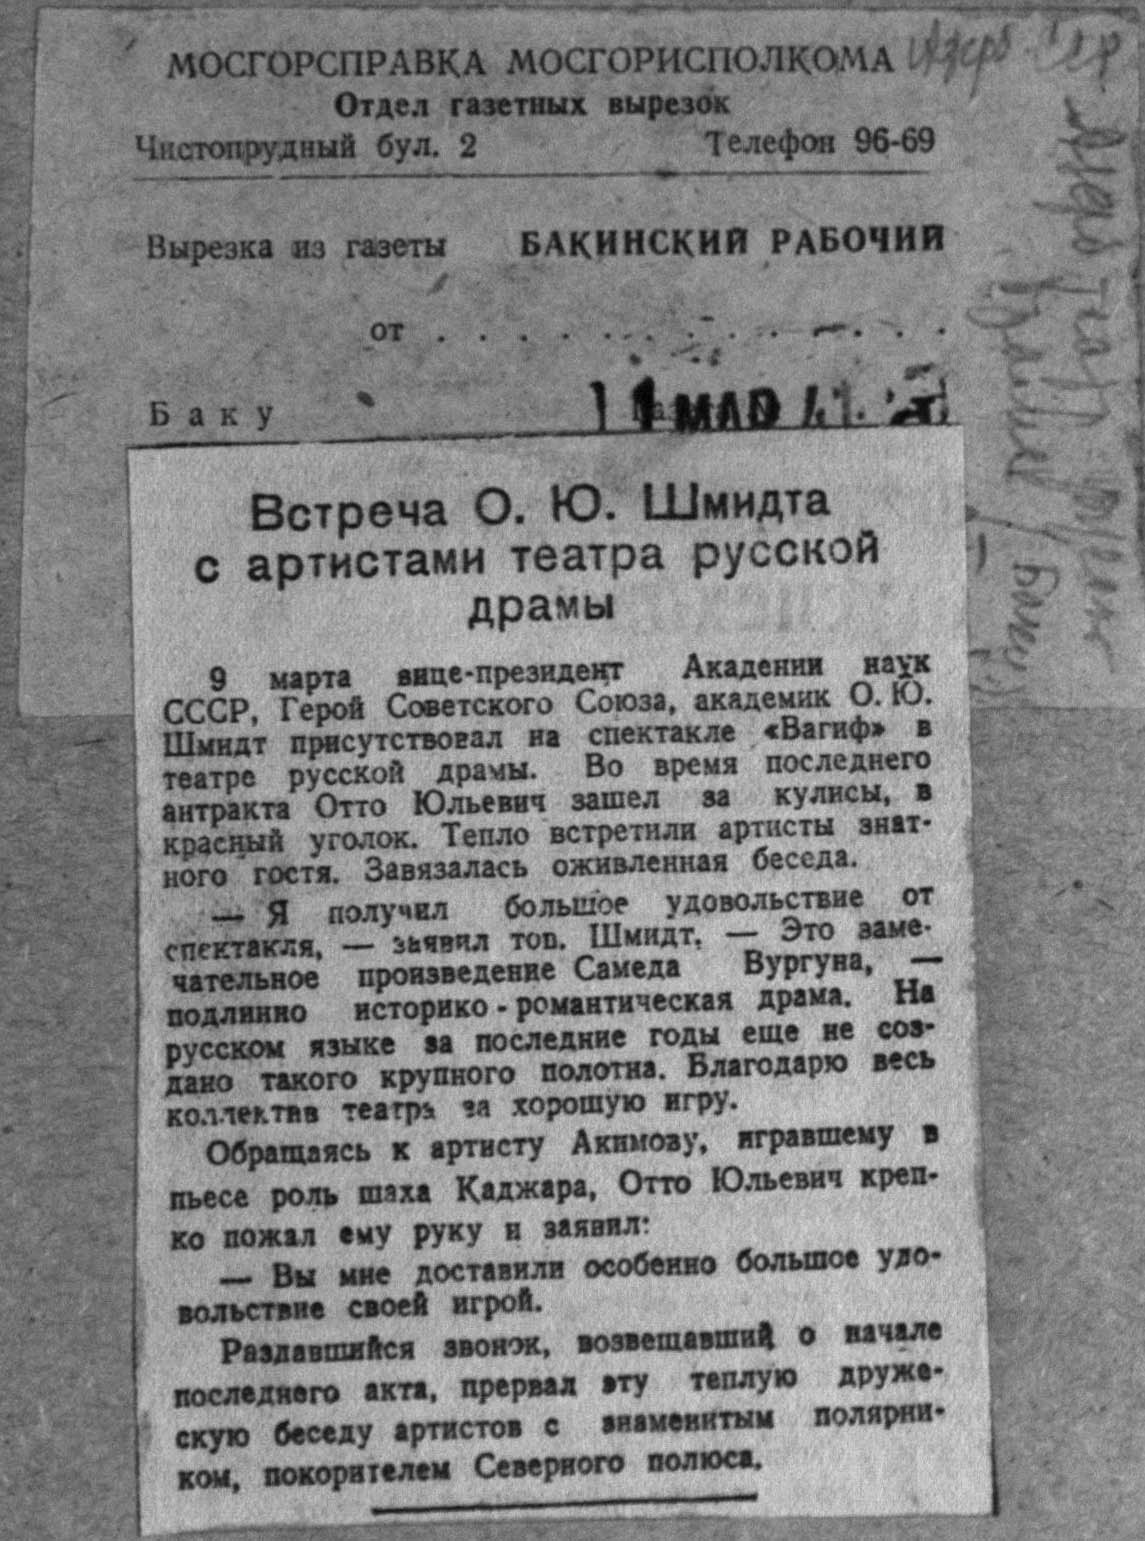 МОСГОРСПРАВКА МОСГОРИСПОЛКОМА
Отдел газетных вырезок
Чистопрудный бул. 2 Телефон 96-69
Вырезка из газеты БАКИНСКИЙ РАБОЧИЙ
от . . . . . . . . . . . . .
Баку 11 МАР 41
Встреча О. Ю. Шмидта
с артистами театра русской
драмы
9 марта вице-президент Академии наук
СССР, Герой Советского Союза, академик О. Ю.
Шмидт присутствовал на спектакле «Вагиф» в
театре русской драмы. Во время последнего
антракта Отто Юльевич зашел за кулисы, в
красный уголок. Тепло встретили артисты знат-
ного гостя. Завязалась оживленная беседа.
— Я получил большое удовольствие от
спектакля, — заявил тов. Шмидт. — Это заме-
чательное произведение Самеда Вургуна, —
подлинно историко-романтическая драма. На
русском языке за последние годы еще не соз-
дано такого крупного полотна. Благодарю весь
коллектив театра за хорошую игру.
Обращаясь к артисту Акимову, игравшему в
пьесе роль шаха Каджара, Отто Юльевич креп-
ко пожал ему руку и заявил:
— Вы мне доставили особенно большое удо-
вольствие своей игрой.
Раздавшийся звонок, возвещавший о начале
последнего акта, прервал эту теплую друже-
скую беседу артистов с знаменитым полярни-
ком, покорителем Северного полюса.